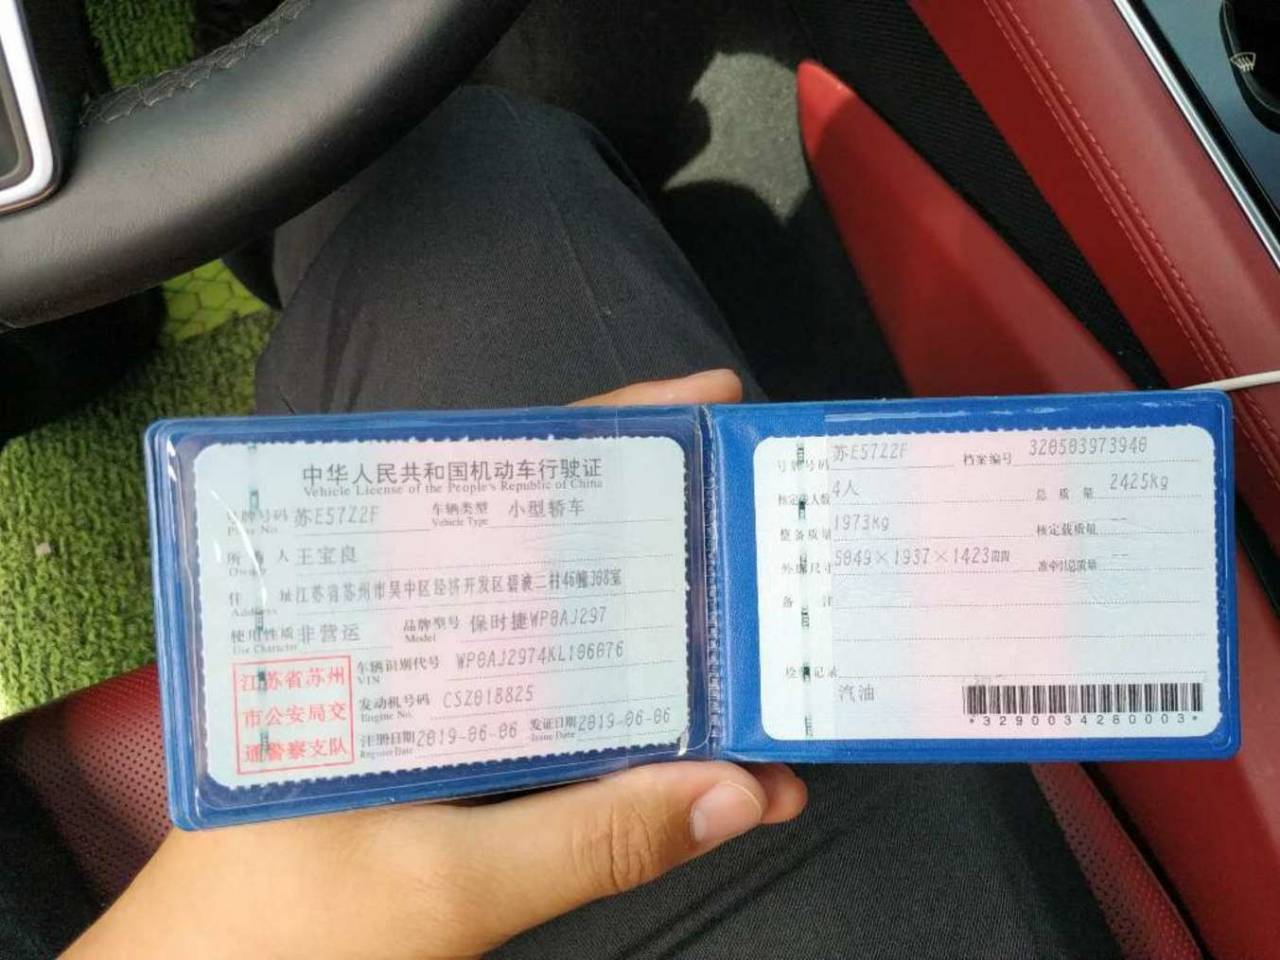 中华人民共和国机动车行驶证
Vehicle License of the People's Republic of China
号牌号码 苏E57Z2F 车辆类型 小型轿车
Plate No. Vehicle Type
所有人 王宝良
Owner
住址 江苏省苏州市吴中区经济开发区碧波二村46幢308室
Address
使用性质 非营运 品牌型号 保时捷WP0AJ297
Use Character Model
江苏省苏州
市公安局交
通警察支队
车辆识别代号 WP0AJ2974KL106076
VIN
发动机号码 CSZ018825
Engine No.
注册日期 2019-06-06 发证日期 2019-06-06
Register Date Issue Date
号牌号码 苏E57Z2F 档案编号 320503973940
核定载人数 4人 总质量 2425kg
整备质量 1973kg 核定载质量 --
外廓尺寸 5049×1937×1423mm 准牵引总质量 --
备注
检验记录
汽油
*3290034280003*